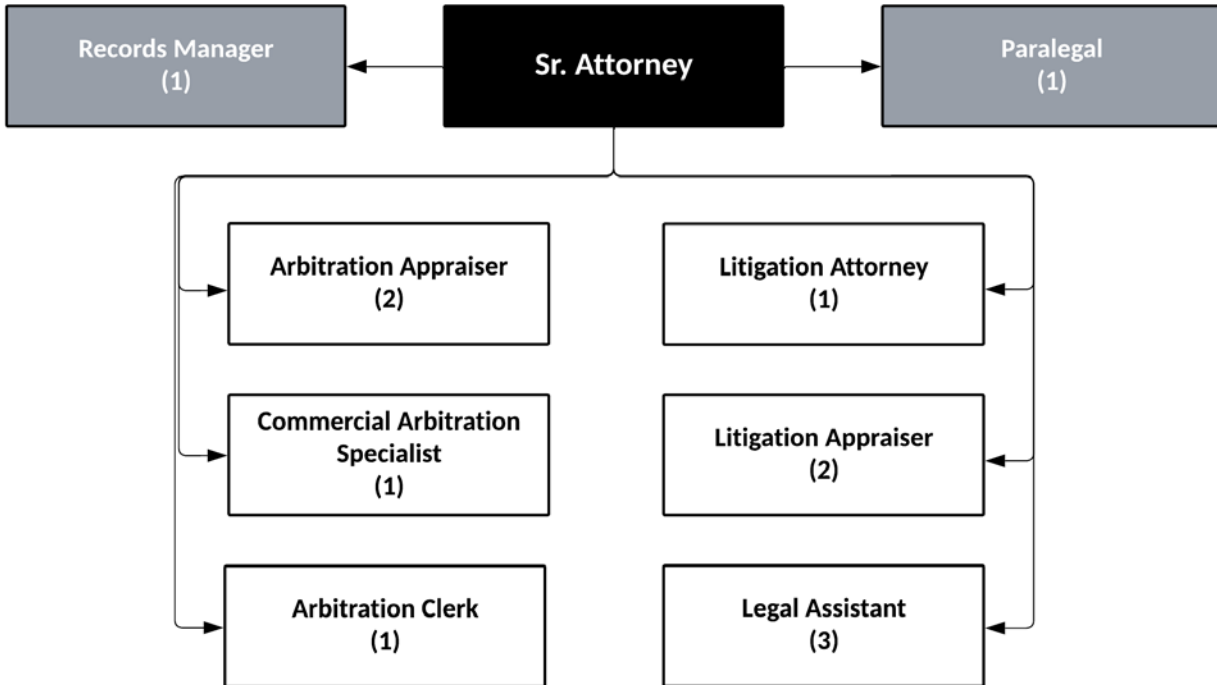 Records Manager
(1)
Sr. Attorney
Paralegal
(1)
Arbitration Appraiser
(2)
Litigation Attorney
(1)
Commercial Arbitration
Specialist
(1)
Litigation Appraiser
(2)
Arbitration Clerk
(1)
Legal Assistant
(3)